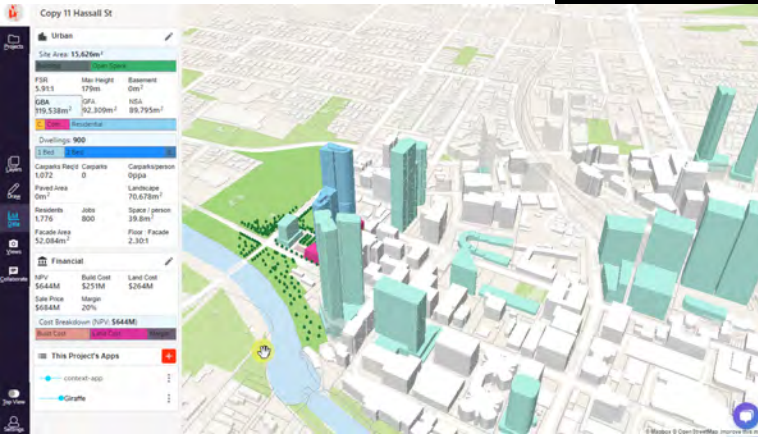 Copy 11 Hassall St
Projects
Urban
Site Area: 15,626m²
Open Space
FSR Max Height Basement
5.91:1 179m 0m²
GBA GFA NSA
119,538m² 92,309m² 89,795m²
Residential
Dwellings: 900
1 Bed
Carparks Req'd Carparks Carparks/person
1,072 0 0ppa
Paved Area Landscape
0m² 70,678m²
Residents Jobs Space / person
1,776 800 39.8m²
Facade Area Floor : Facade
52,084m² 2.30:1
Layers
Draw
Views
Collaborate
Financial
NPV Build Cost Land Cost
$644M $251M $264M
Sale Price Margin
$684M 20%
Cost Breakdown (NPV: $644M)
Build Cost Land Cost Margin
This Project's Apps
context-app
Giraffe
Top View
Settings
© Mapbox © OpenStreetMap Improve this map